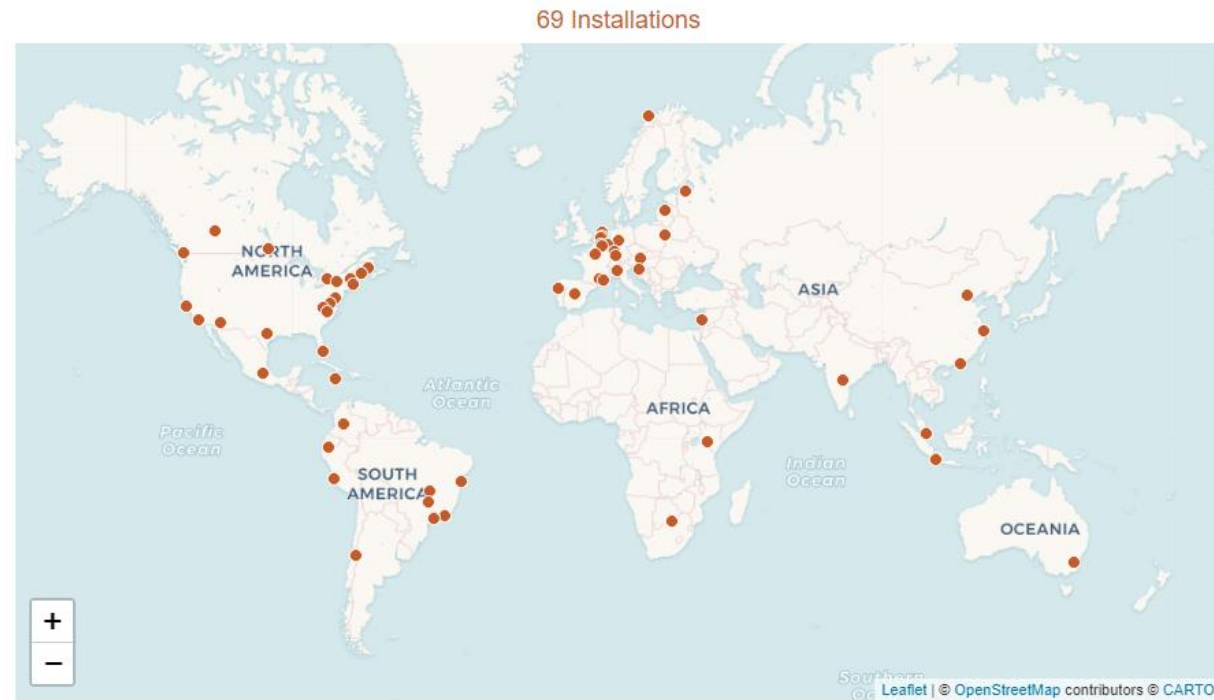 69 Installations
NORTH
AMERICA
ASIA
Atlantic
Ocean
AFRICA
Pacific
Ocean
SOUTH
AMERICA
Indian
Ocean
OCEANIA
+
−
Southern
Leaflet | © OpenStreetMap contributors © CARTO